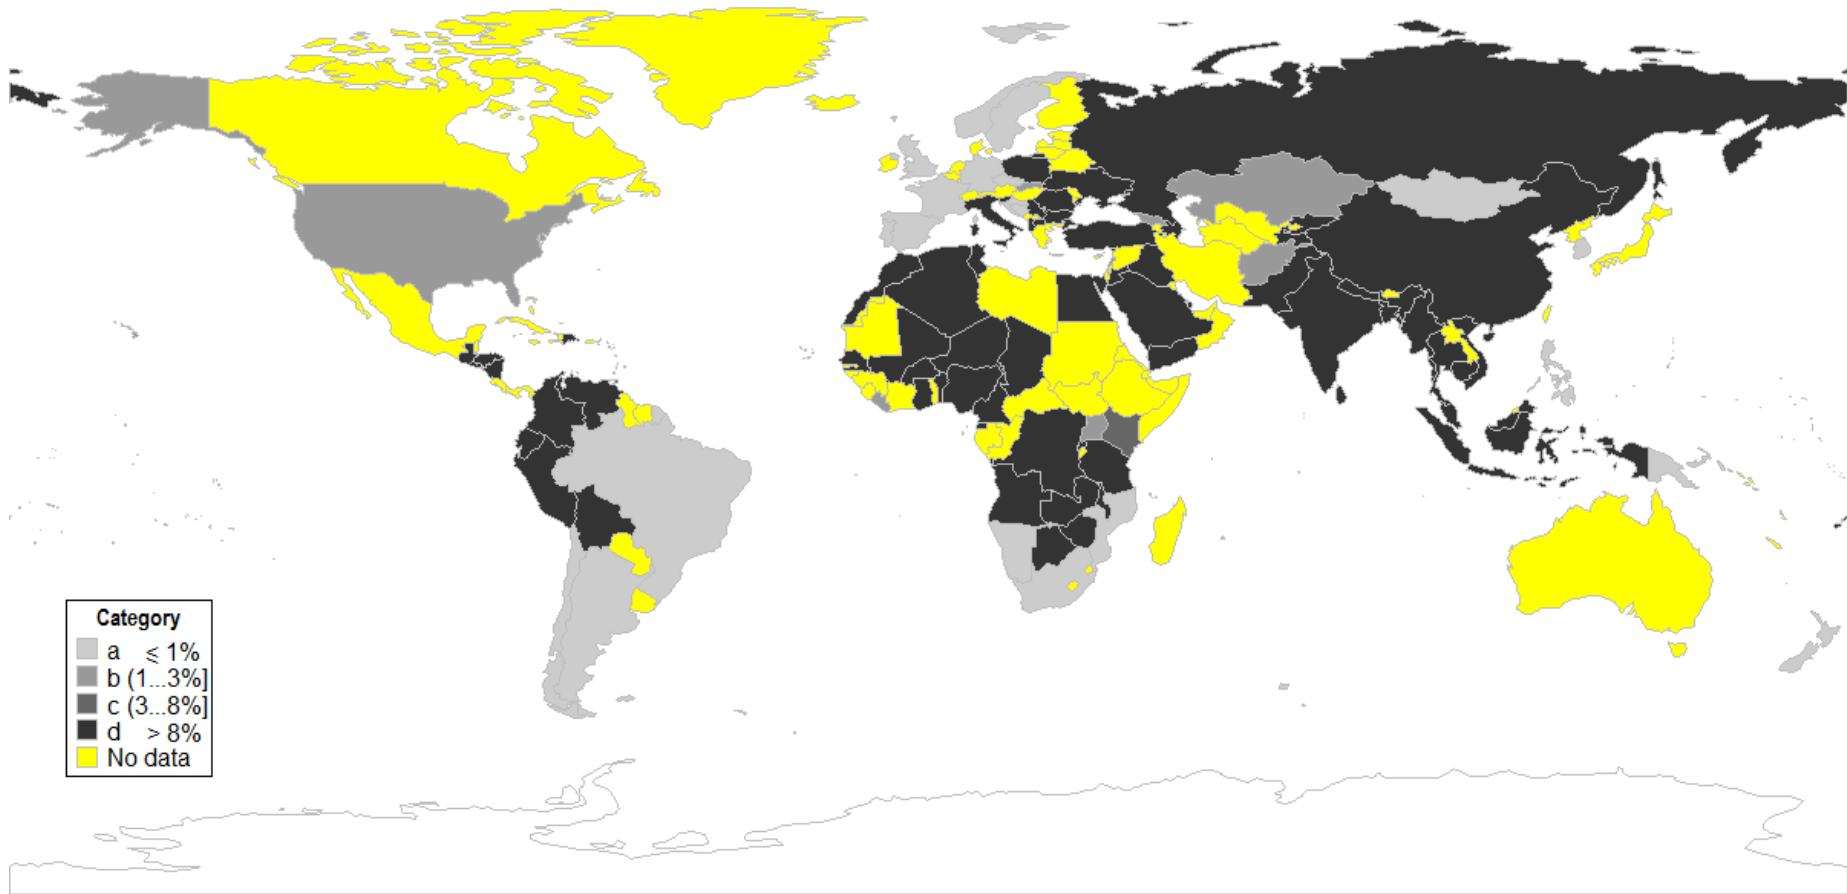 Category
a ⩽ 1%
b (1...3%]
c (3...8%]
d > 8%
No data